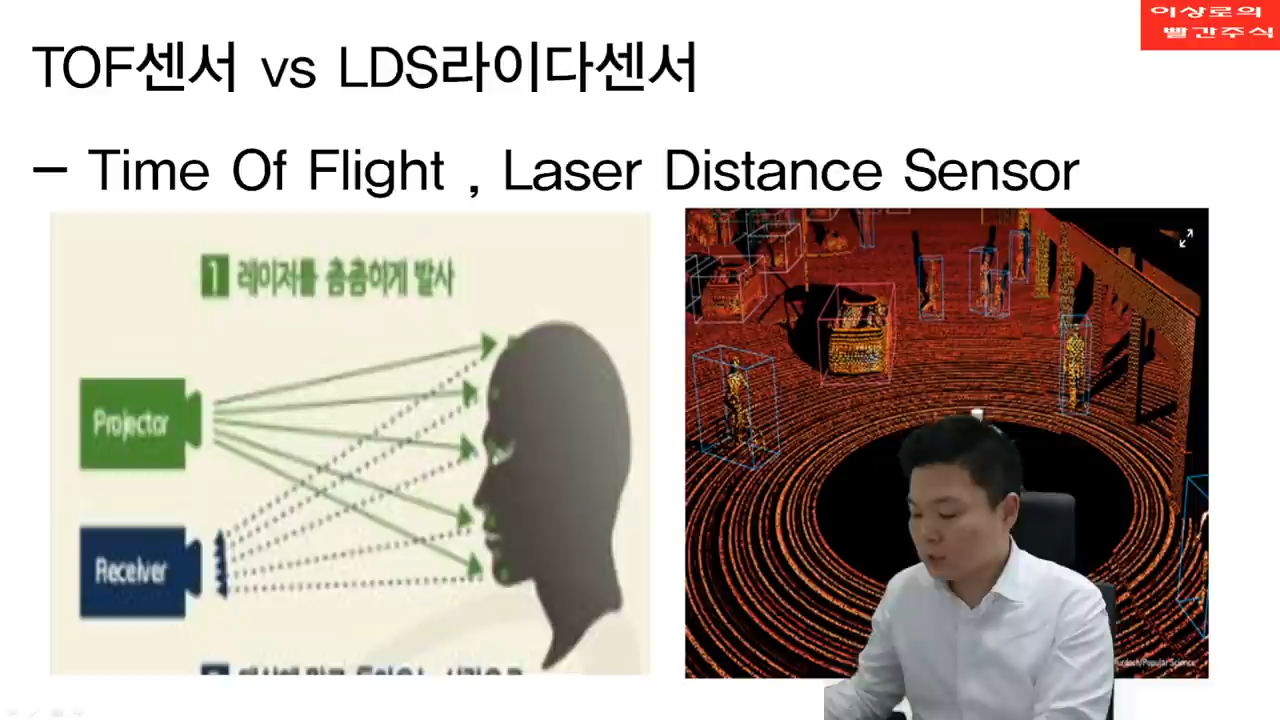 이상로의
빨간주식
TOF센서 vs LDS라이다센서
- Time Of Flight , Laser Distance Sensor
1 레이저를 촘촘하게 발사
Projector
Receiver
/Popular Science